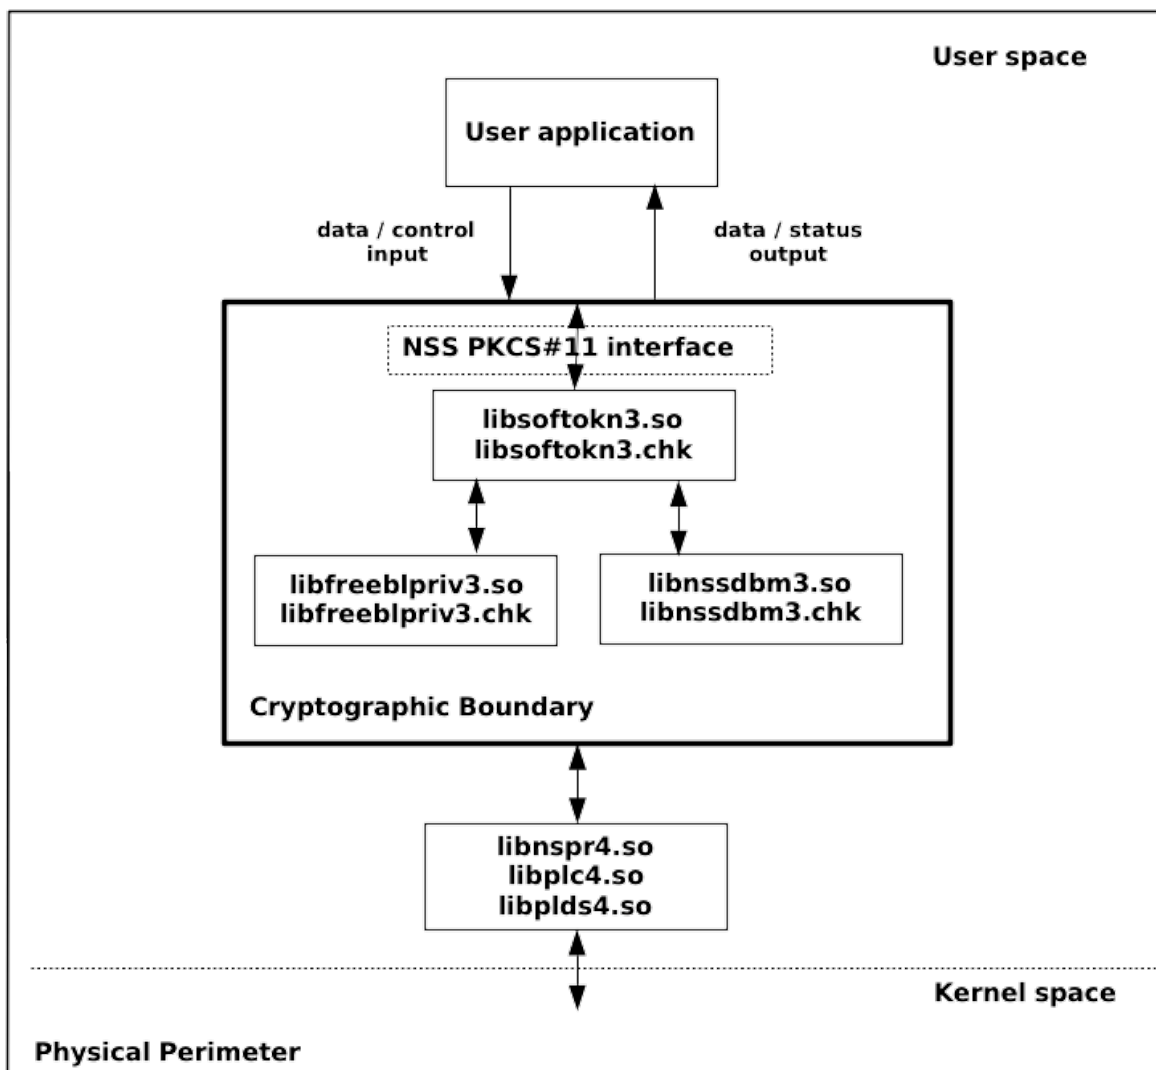 User space
User application
data / control
input
data / status
output
NSS PKCS#11 interface
libsoftokn3.so
libsoftokn3.chk
libfreeblpriv3.so
libfreeblpriv3.chk
libnssdbm3.so
libnssdbm3.chk
Cryptographic Boundary
libnspr4.so
libplc4.so
libplds4.so
Kernel space
Physical Perimeter